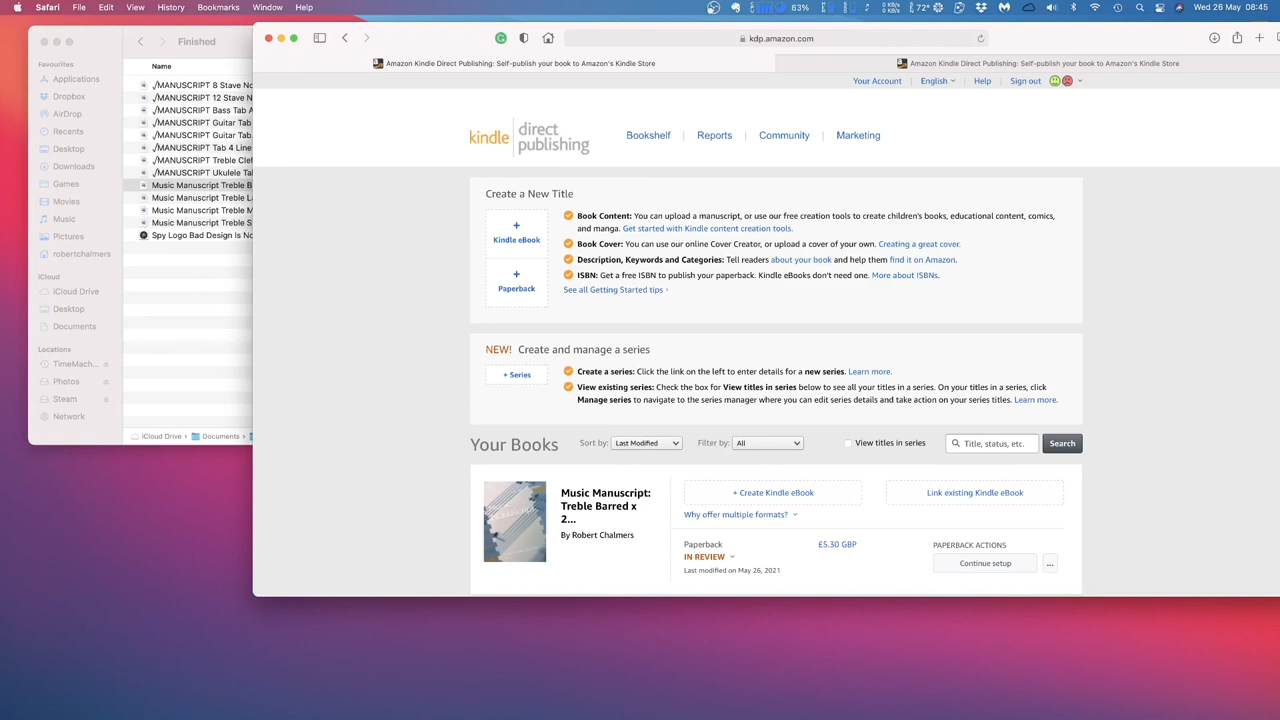 Safari File Edit View History Bookmarks Window Help 63% Wed 26 May 08:45
Finished
kdp.amazon.com
Amazon Kindle Direct Publishing: Self-publish your book to Amazon's Kindle Store
Amazon Kindle Direct Publishing: Self-publish your book to Amazon's Kindle Store
Favourites
Applications
Dropbox
AirDrop
Recents
Desktop
Downloads
Games
Movies
Music
Pictures
robertchalmers
iCloud
iCloud Drive
Desktop
Documents
Locations
TimeMach...
Photos
Steam
Network
Name
√MANUSCRIPT 8 Stave No
√MANUSCRIPT 12 Stave N
√MANUSCRIPT Bass Tab A
√MANUSCRIPT Guitar Tab
√MANUSCRIPT Guitar Tab.
√MANUSCRIPT Tab 4 Line
√MANUSCRIPT Treble Clef
√MANUSCRIPT Ukulele Tal
Music Manuscript Treble B
Music Manuscript Treble La
Music Manuscript Treble M
Music Manuscript Treble S
Spy Logo Bad Design Is No
iCloud Drive › Documents ›
Your Account English Help Sign out
kindle direct publishing
Bookshelf Reports Community Marketing
Create a New Title
+
Kindle eBook
+
Paperback
Book Content: You can upload a manuscript, or use our free creation tools to create children's books, educational content, comics,
and manga. Get started with Kindle content creation tools.
Book Cover: You can use our online Cover Creator, or upload a cover of your own. Creating a great cover.
Description, Keywords and Categories: Tell readers about your book and help them find it on Amazon.
ISBN: Get a free ISBN to publish your paperback. Kindle eBooks don't need one. More about ISBNs.
See all Getting Started tips ›
NEW! Create and manage a series
+ Series
Create a series: Click the link on the left to enter details for a new series. Learn more.
View existing series: Check the box for View titles in series below to see all your titles in a series. On your titles in a series, click
Manage series to navigate to the series manager where you can edit series details and take action on your series titles. Learn more.
Your Books Sort by: Last Modified Filter by: All View titles in series Title, status, etc. Search
Music Manuscript:
Treble Barred x
2...
By Robert Chalmers
+ Create Kindle eBook
Link existing Kindle eBook
Why offer multiple formats?
Paperback £5.30 GBP PAPERBACK ACTIONS
IN REVIEW
Continue setup ...
Last modified on May 26, 2021